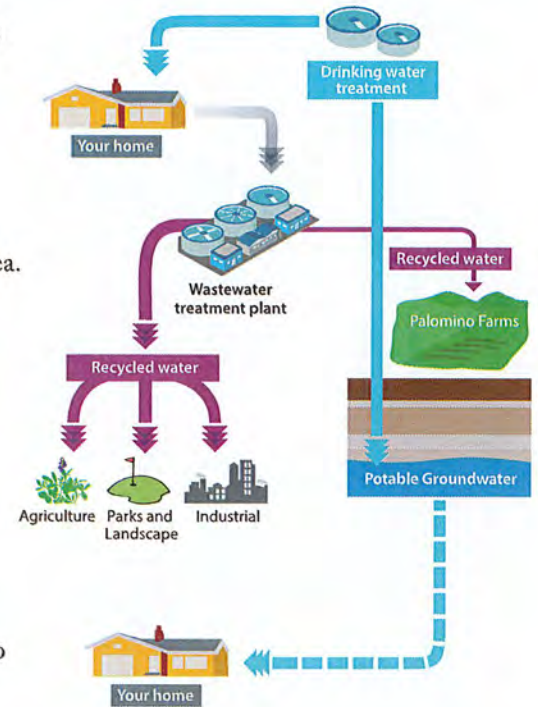 Drinking water
treatment
Your home
ea.
Recycled water
Wastewater
treatment plant
Palomino Farms
Recycled water
Potable Groundwater
Agriculture
Parks and
Landscape
Industrial
o
Your home